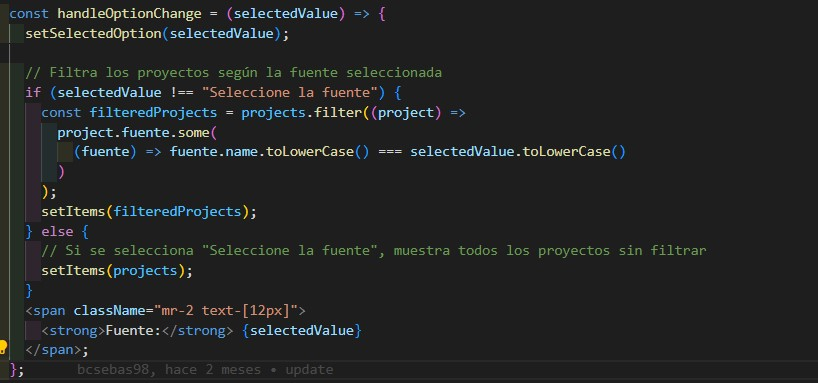 const handleOptionChange = (selectedValue) => {
setSelectedOption(selectedValue);
// Filtra los proyectos según la fuente seleccionada
if (selectedValue !== "Seleccione la fuente") {
const filteredProjects = projects.filter((project) =>
project.fuente.some(
(fuente) => fuente.name.toLowerCase() === selectedValue.toLowerCase()
)
);
setItems(filteredProjects);
} else {
// Si se selecciona "Seleccione la fuente", muestra todos los proyectos sin filtrar
setItems(projects);
}
<span className="mr-2 text-[12px]">
<strong>Fuente:</strong> {selectedValue}
</span>;
}; bcsebas98, hace 2 meses • update